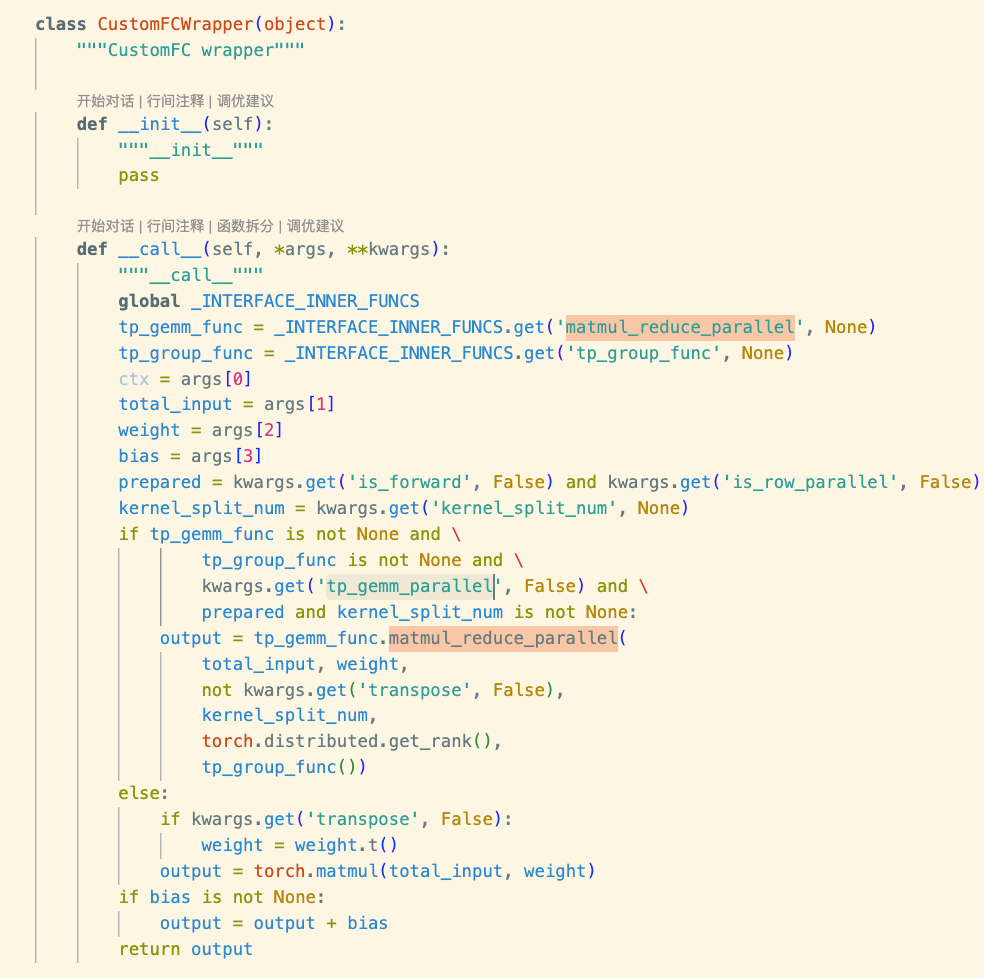 class CustomFCWrapper(object):
    """CustomFC wrapper"""

    开始对话 | 行间注释 | 调优建议
    def __init__(self):
        """__init__"""
        pass

    开始对话 | 行间注释 | 函数拆分 | 调优建议
    def __call__(self, *args, **kwargs):
        """__call__"""
        global _INTERFACE_INNER_FUNCS
        tp_gemm_func = _INTERFACE_INNER_FUNCS.get('matmul_reduce_parallel', None)
        tp_group_func = _INTERFACE_INNER_FUNCS.get('tp_group_func', None)
        ctx = args[0]
        total_input = args[1]
        weight = args[2]
        bias = args[3]
        prepared = kwargs.get('is_forward', False) and kwargs.get('is_row_parallel', False)
        kernel_split_num = kwargs.get('kernel_split_num', None)
        if tp_gemm_func is not None and \
                tp_group_func is not None and \
                kwargs.get('tp_gemm_parallel', False) and \
                prepared and kernel_split_num is not None:
            output = tp_gemm_func.matmul_reduce_parallel(
                total_input, weight,
                not kwargs.get('transpose', False),
                kernel_split_num,
                torch.distributed.get_rank(),
                tp_group_func())
        else:
            if kwargs.get('transpose', False):
                weight = weight.t()
            output = torch.matmul(total_input, weight)
        if bias is not None:
            output = output + bias
        return output